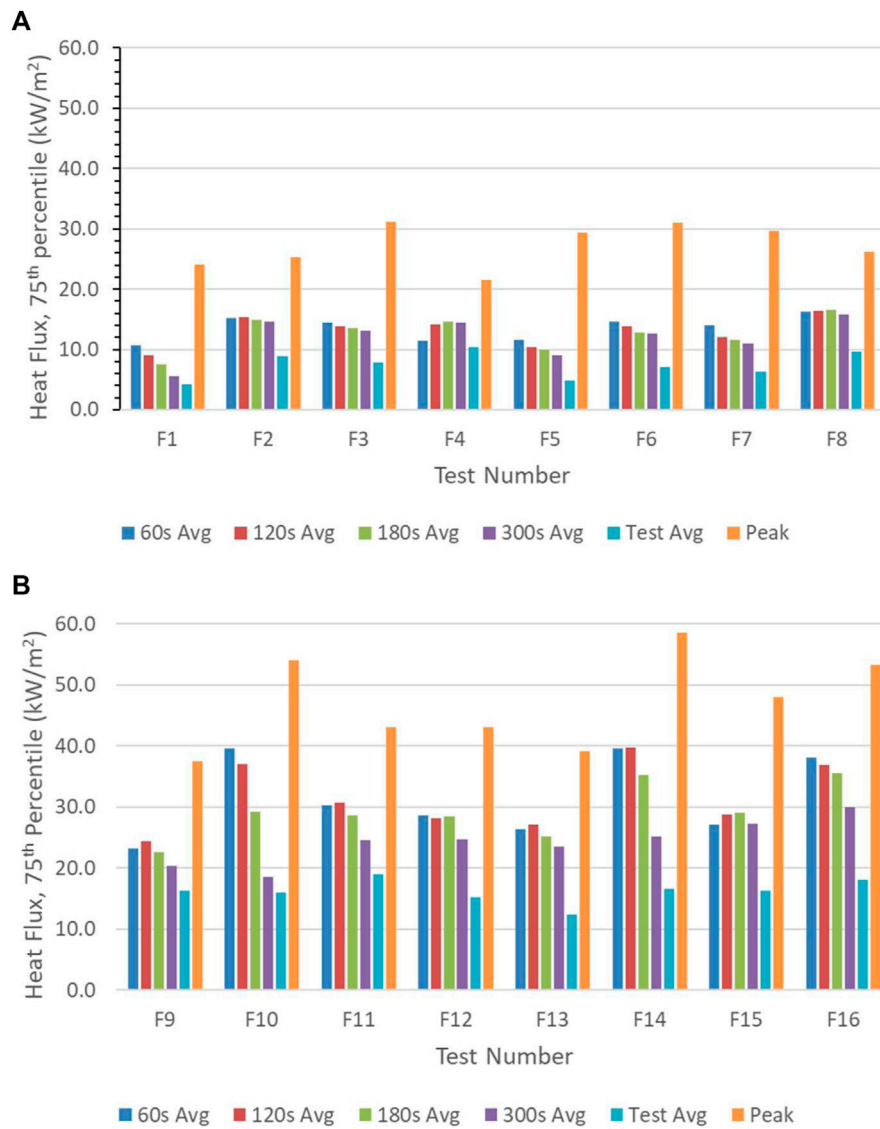 A
Heat Flux, 75th percentile (kW/m²)
60.0
50.0
40.0
30.0
20.0
10.0
0.0
F1 F2 F3 F4 F5 F6 F7 F8
Test Number
60s Avg 120s Avg 180s Avg 300s Avg Test Avg Peak
B
Heat Flux, 75th Percentile (kW/m²)
60.0
50.0
40.0
30.0
20.0
10.0
0.0
F9 F10 F11 F12 F13 F14 F15 F16
Test Number
60s Avg 120s Avg 180s Avg 300s Avg Test Avg Peak